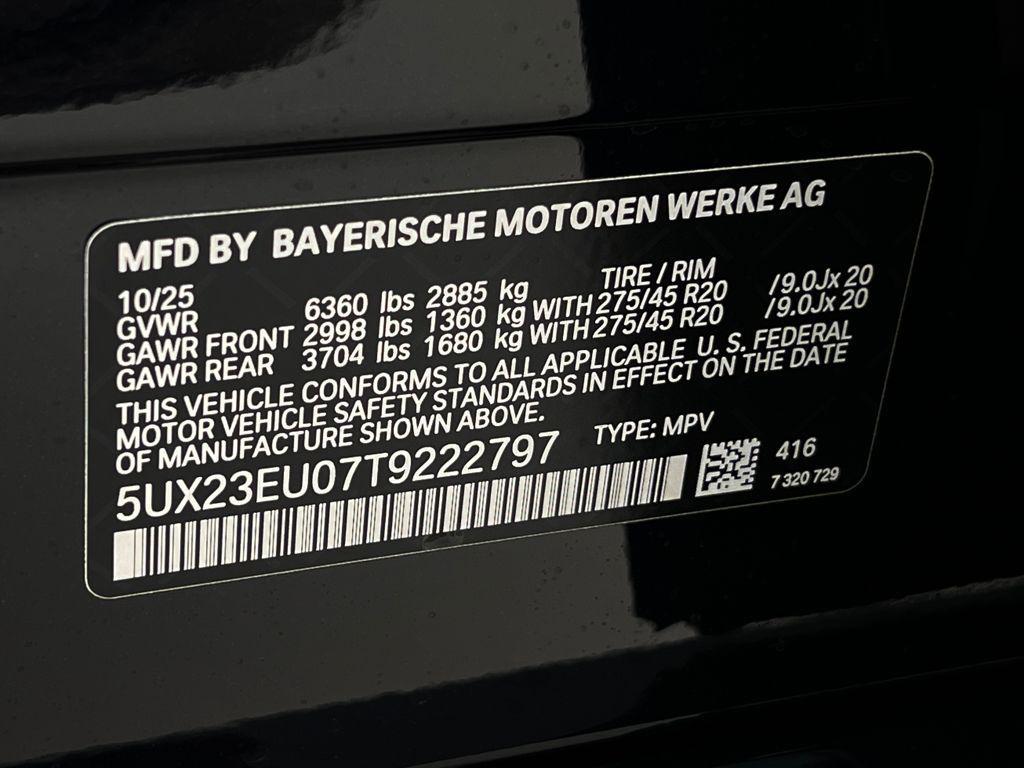 MFD BY BAYERISCHE MOTOREN WERKE AG
10/25 TIRE / RIM
GVWR 6360 lbs 2885 kg
GAWR FRONT 2998 lbs 1360 kg WITH 275/45 R20 /9.0Jx 20
GAWR REAR 3704 lbs 1680 kg WITH 275/45 R20 /9.0Jx 20
THIS VEHICLE CONFORMS TO ALL APPLICABLE U. S. FEDERAL
MOTOR VEHICLE SAFETY STANDARDS IN EFFECT ON THE DATE
OF MANUFACTURE SHOWN ABOVE.
5UX23EU07T9222797 TYPE: MPV
416
7 320 729